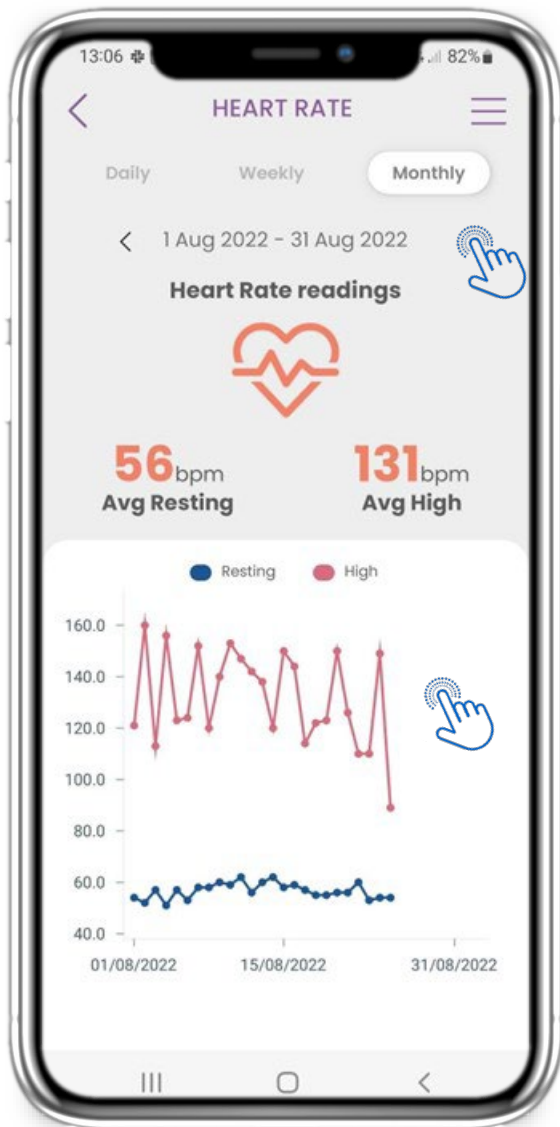 13:06 82%
HEART RATE
Daily Weekly Monthly
1 Aug 2022 - 31 Aug 2022
Heart Rate readings
56bpm 131bpm
Avg Resting Avg High
Resting High
160.0
140.0
120.0
100.0
80.0
60.0
40.0
01/08/2022 15/08/2022 31/08/2022